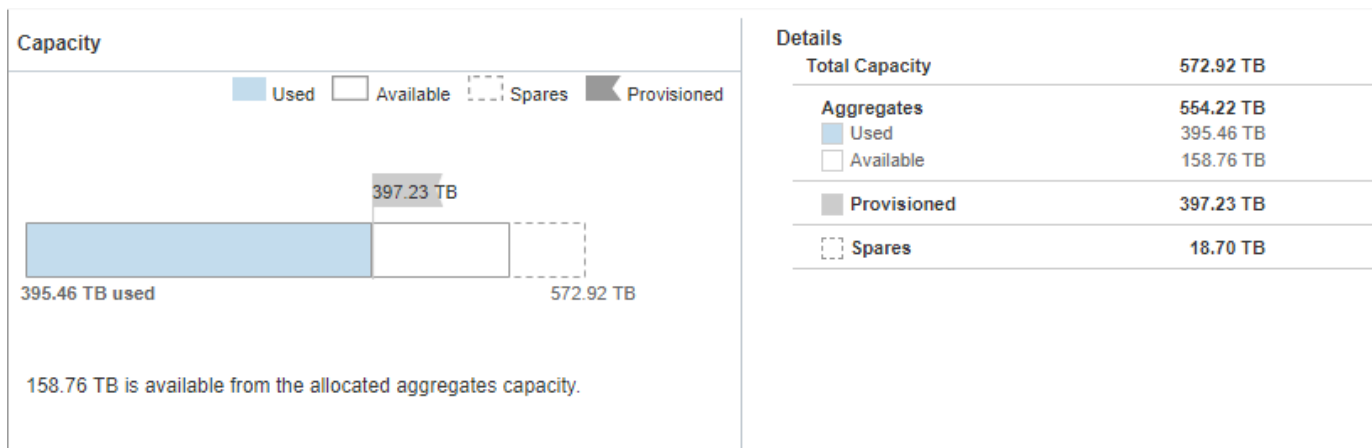 Capacity
Used Available Spares Provisioned
397.23 TB
395.46 TB used 572.92 TB
158.76 TB is available from the allocated aggregates capacity.
Details
Total Capacity 572.92 TB
Aggregates 554.22 TB
Used 395.46 TB
Available 158.76 TB
Provisioned 397.23 TB
Spares 18.70 TB